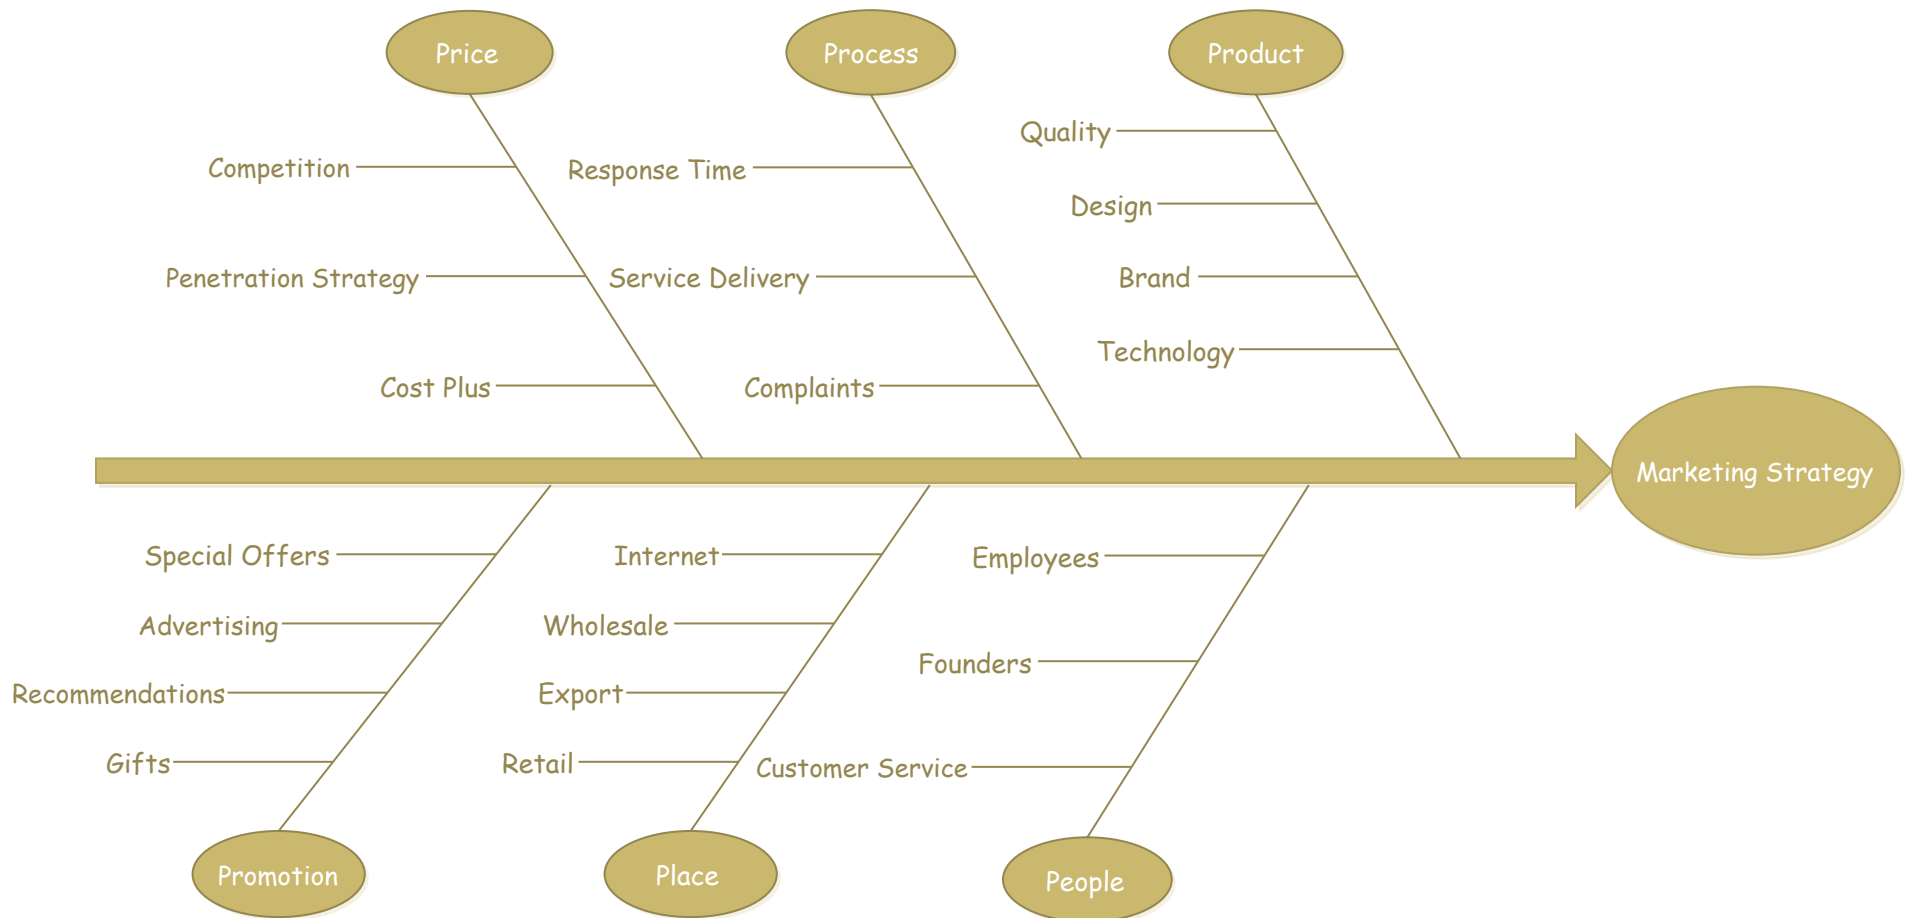 Price
Process
Product
Quality
Competition
Response Time
Design
Penetration Strategy
Service Delivery
Brand
Technology
Cost Plus
Complaints
Marketing Strategy
Special Offers
Internet
Employees
Advertising
Wholesale
Founders
Recommendations
Export
Gifts
Retail
Customer Service
Promotion
Place
People